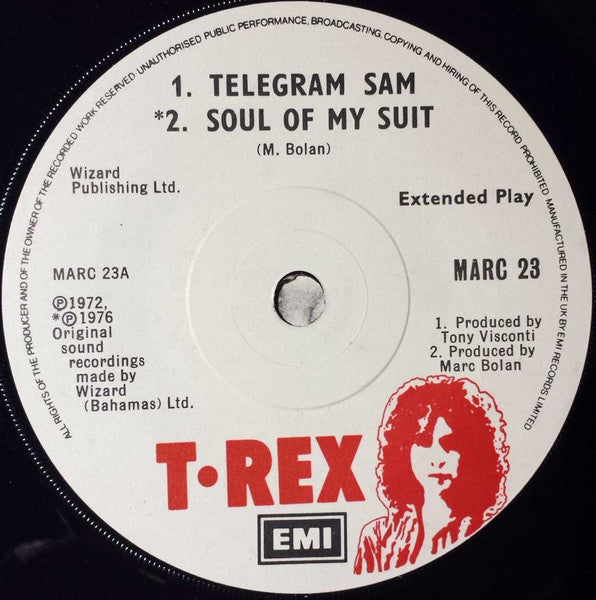 ALL RIGHTS OF THE PRODUCER AND OF THE OWNER OF THE RECORDED WORK RESERVED. UNAUTHORISED PUBLIC PERFORMANCE, BROADCASTING, COPYING AND HIRING OF THIS RECORD PROHIBITED. MANUFACTURED IN THE UK BY EMI RECORDS LIMITED
1. TELEGRAM SAM
*2. SOUL OF MY SUIT
(M. Bolan)
Wizard
Publishing Ltd.
Extended Play
MARC 23A
MARC 23
℗1972,
*℗1976
Original
sound
recordings
made by
Wizard
(Bahamas) Ltd.
1. Produced by
Tony Visconti
2. Produced by
Marc Bolan
T•REX
EMI